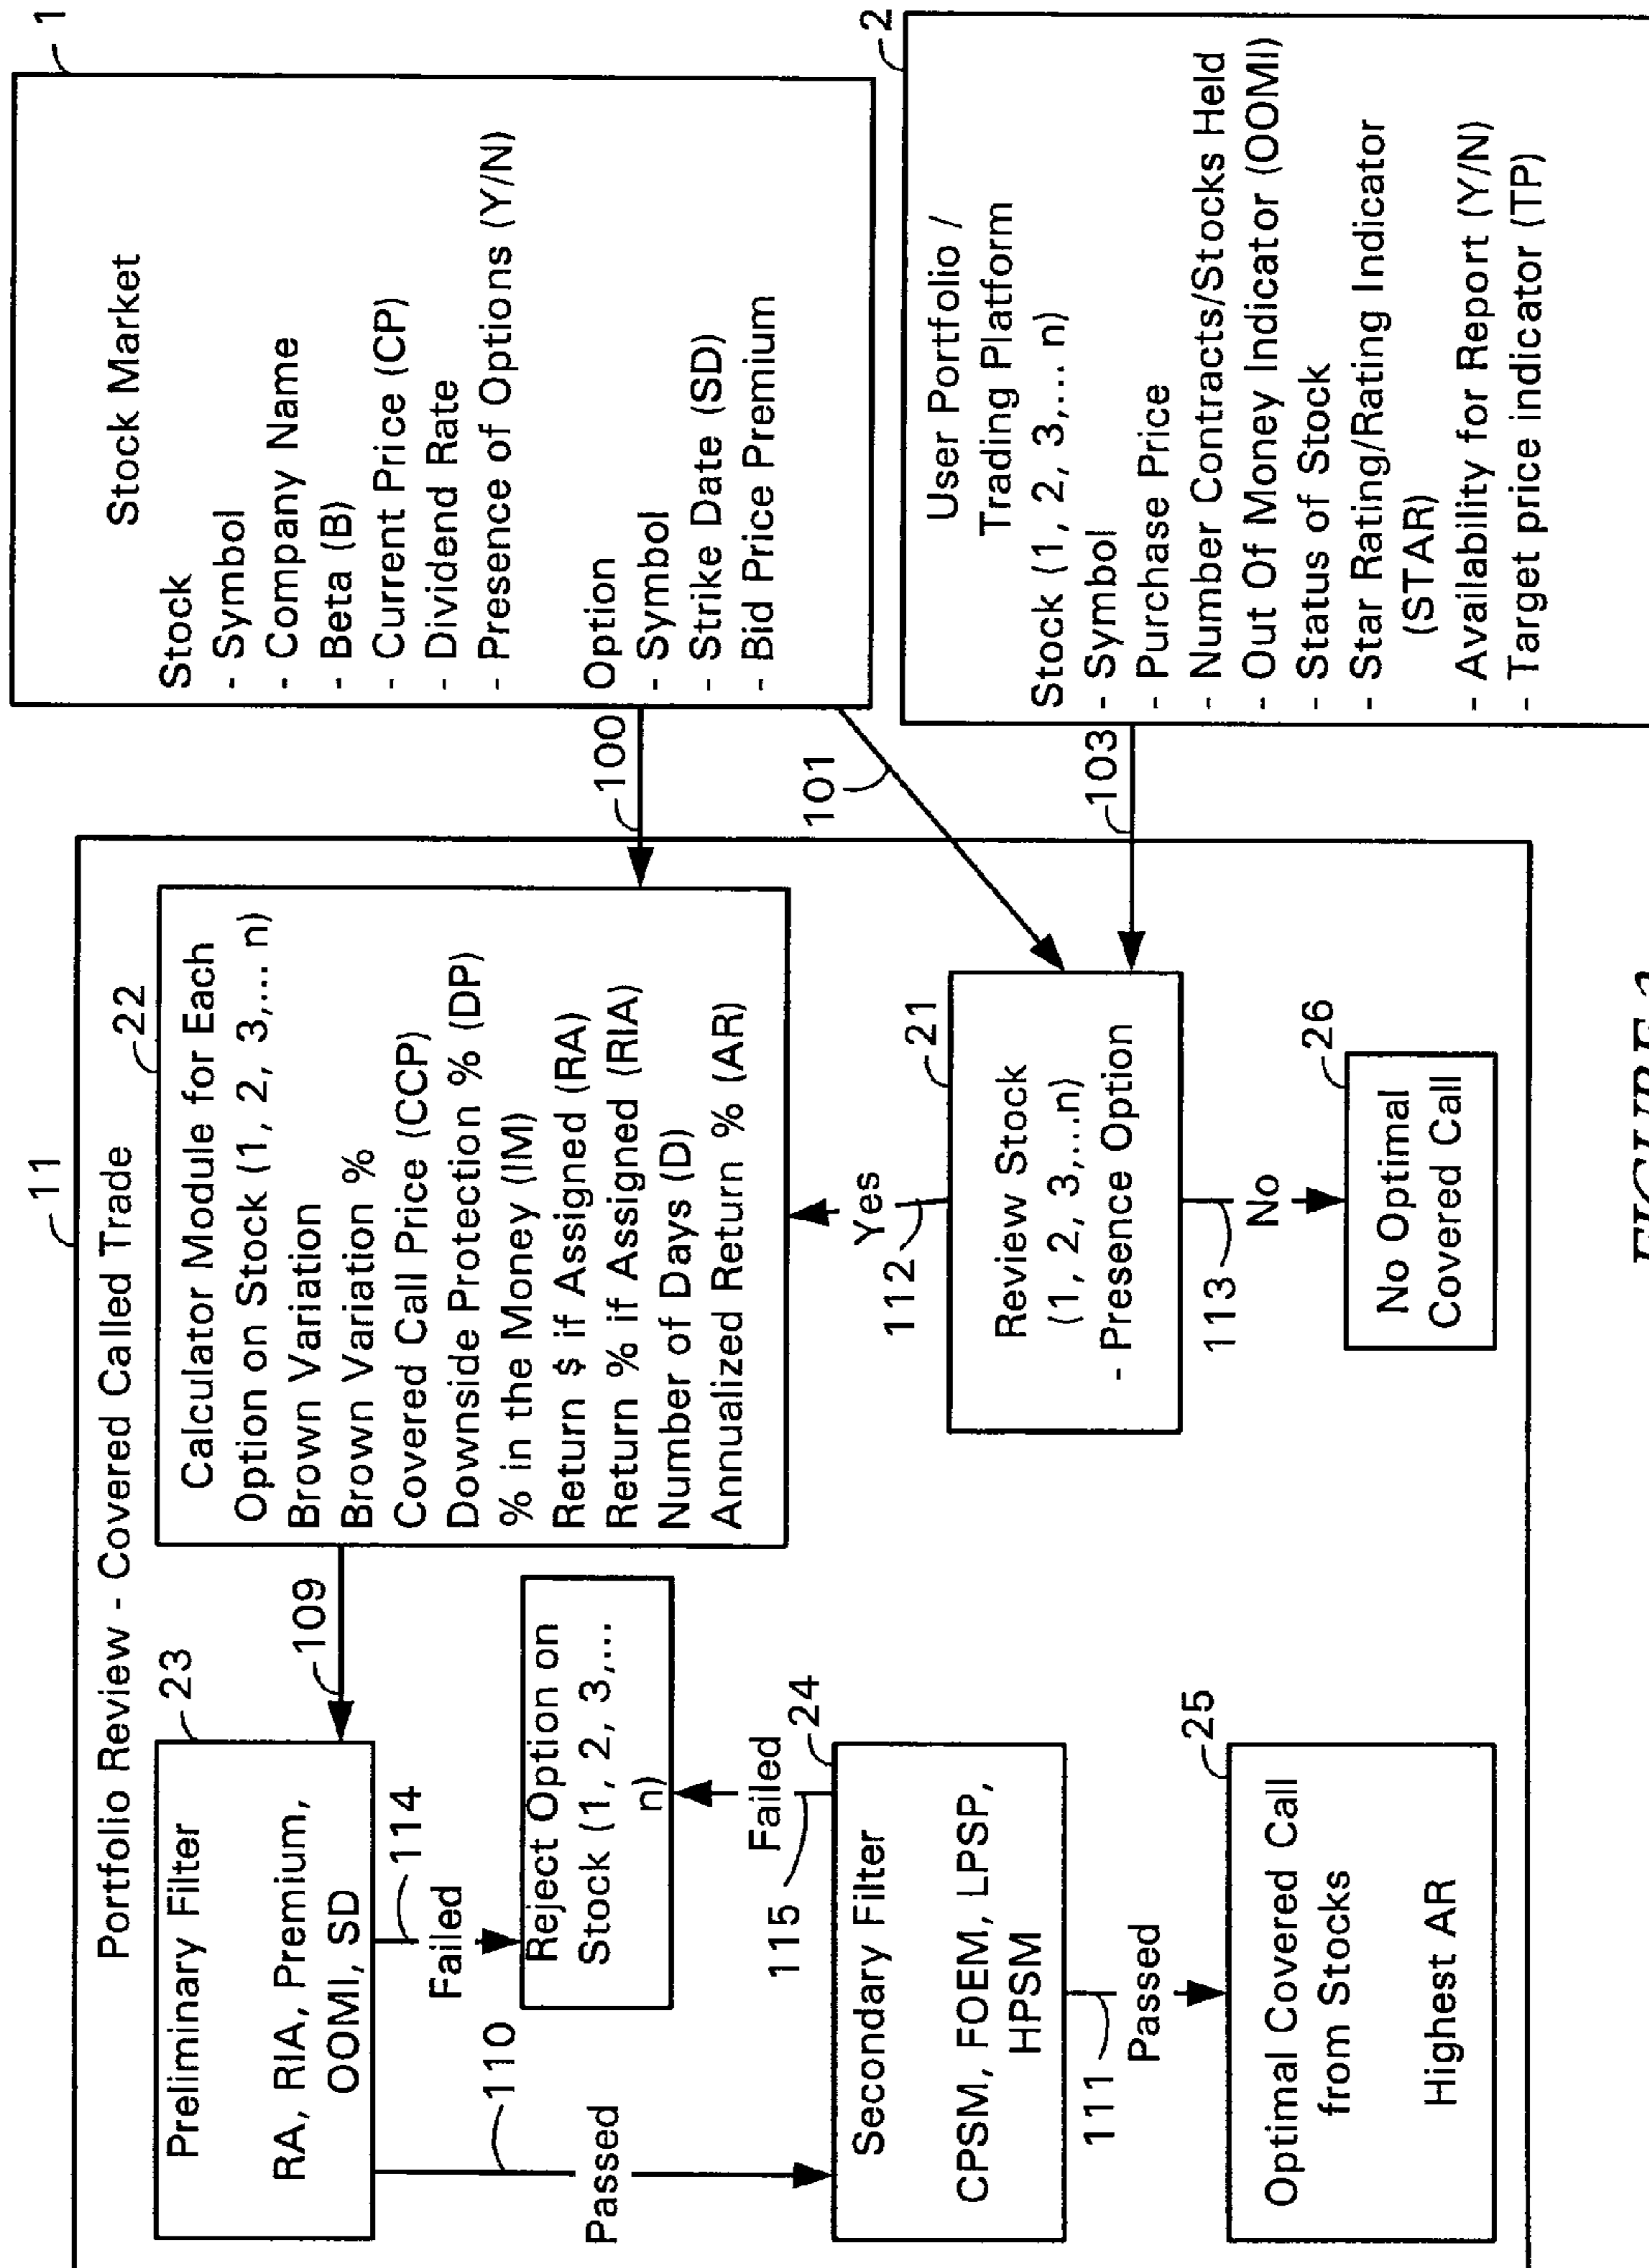 11
Portfolio Review - Covered Called Trade
23
Preliminary Filter
RA, RIA, Premium,
OOMI, SD
109
22
Calculator Module for Each
Option on Stock (1, 2, 3,... n)
Brown Variation
Brown Variation %
Covered Call Price (CCP)
Downside Protection % (DP)
% in the Money (IM)
Return $ if Assigned (RA)
Return % if Assigned (RIA)
Number of Days (D)
Annualized Return % (AR)
1
Stock Market
Stock
- Symbol
- Company Name
- Beta (B)
- Current Price (CP)
- Dividend Rate
- Presence of Options (Y/N)
Option
- Symbol
- Strike Date (SD)
- Bid Price Premium
100
101
110
Passed
114
Failed
Reject Option on
Stock (1, 2, 3,...
n)
115
Failed
24
Secondary Filter
CPSM, FOEM, LPSP,
HPSM
111
Passed
25
Optimal Covered Call
from Stocks
Highest AR
112
Yes
21
Review Stock
(1, 2, 3,...n)
- Presence Option
113
No
26
No Optimal
Covered Call
103
2
User Portfolio /
Trading Platform
Stock (1, 2, 3,... n)
- Symbol
- Purchase Price
- Number Contracts/Stocks Held
- Out Of Money Indicator (OOMI)
- Status of Stock
- Star Rating/Rating Indicator
(STAR)
- Availability for Report (Y/N)
- Target price indicator (TP)